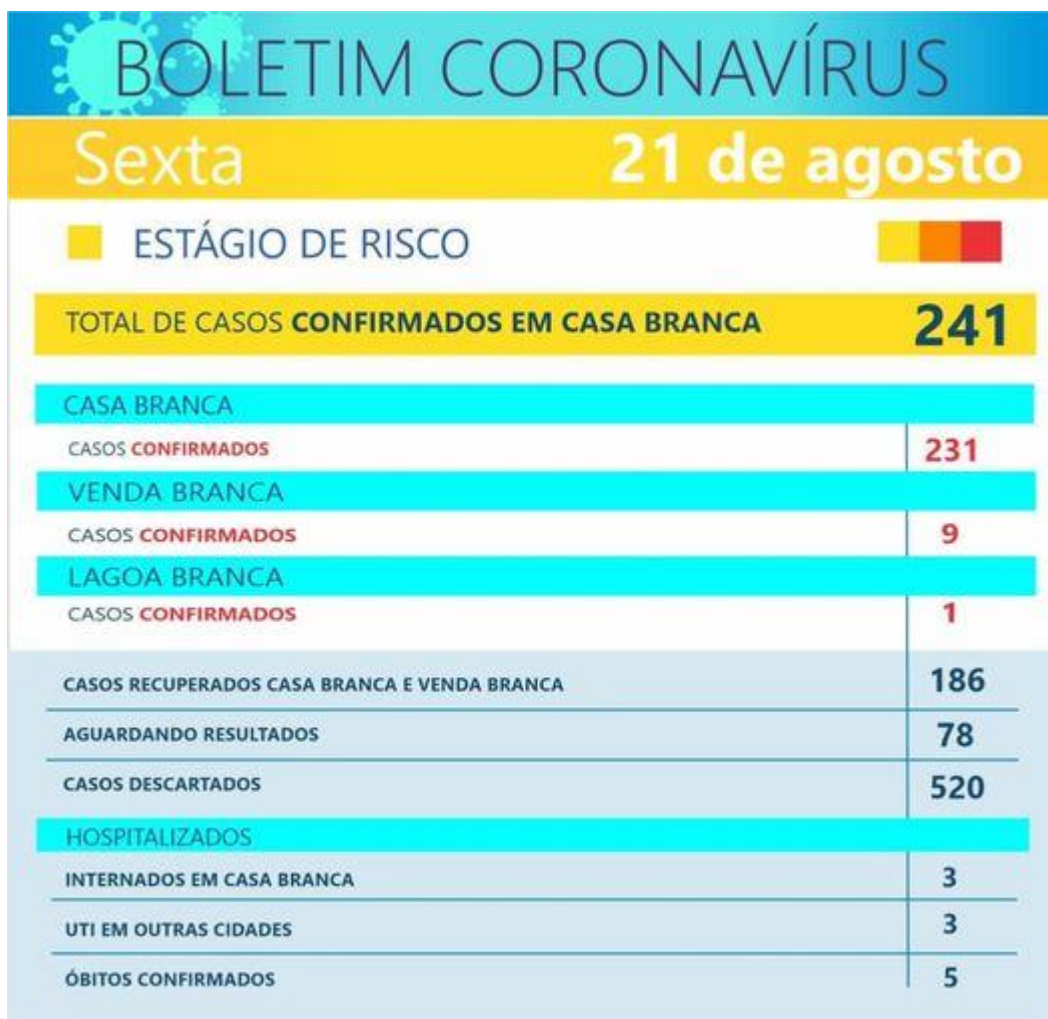 BOLETIM CORONAVÍRUS
Sexta 21 de agosto
ESTÁGIO DE RISCO
TOTAL DE CASOS CONFIRMADOS EM CASA BRANCA 241
CASA BRANCA
CASOS CONFIRMADOS 231
VENDA BRANCA
CASOS CONFIRMADOS 9
LAGOA BRANCA
CASOS CONFIRMADOS 1
CASOS RECUPERADOS CASA BRANCA E VENDA BRANCA 186
AGUARDANDO RESULTADOS 78
CASOS DESCARTADOS 520
HOSPITALIZADOS
INTERNADOS EM CASA BRANCA 3
UTI EM OUTRAS CIDADES 3
ÓBITOS CONFIRMADOS 5